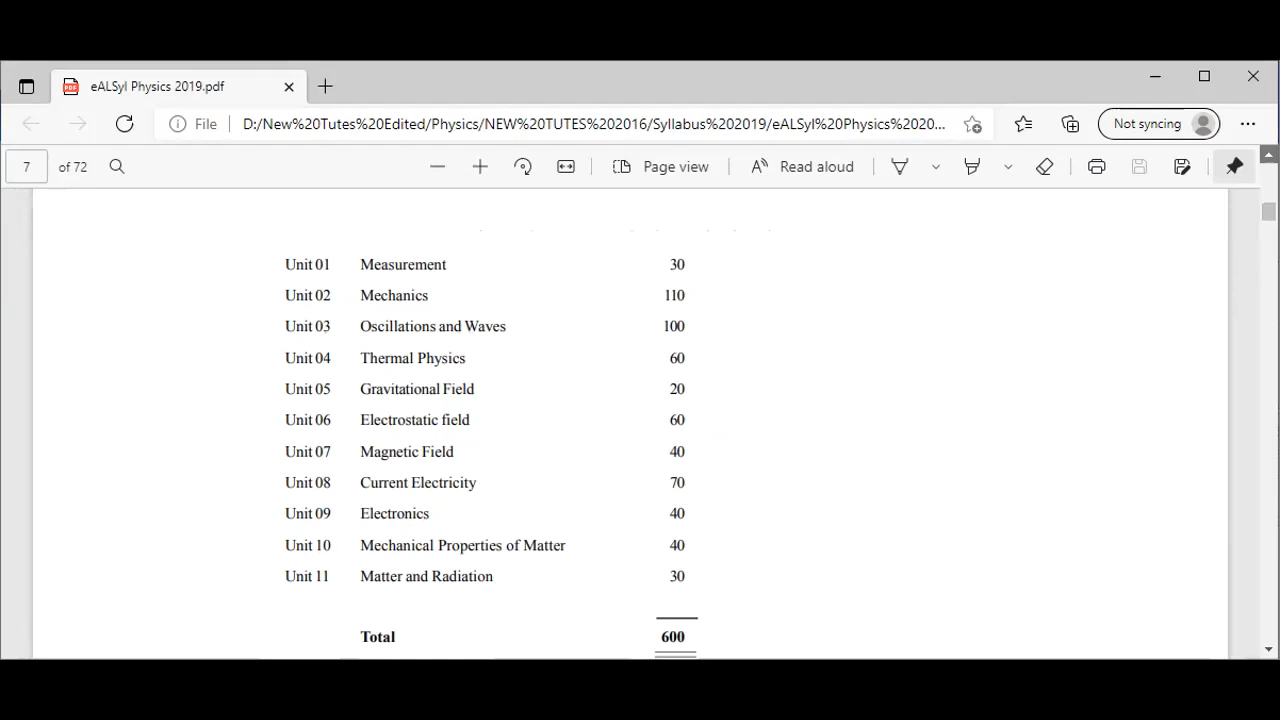 eALSyl Physics 2019.pdf
File D:/New%20Tutes%20Edited/Physics/NEW%20TUTES%202016/Syllabus%202019/eALSyl%20Physics%2020... Not syncing
7 of 72 Page view Read aloud
Unit 01 Measurement 30
Unit 02 Mechanics 110
Unit 03 Oscillations and Waves 100
Unit 04 Thermal Physics 60
Unit 05 Gravitational Field 20
Unit 06 Electrostatic field 60
Unit 07 Magnetic Field 40
Unit 08 Current Electricity 70
Unit 09 Electronics 40
Unit 10 Mechanical Properties of Matter 40
Unit 11 Matter and Radiation 30
Total 600